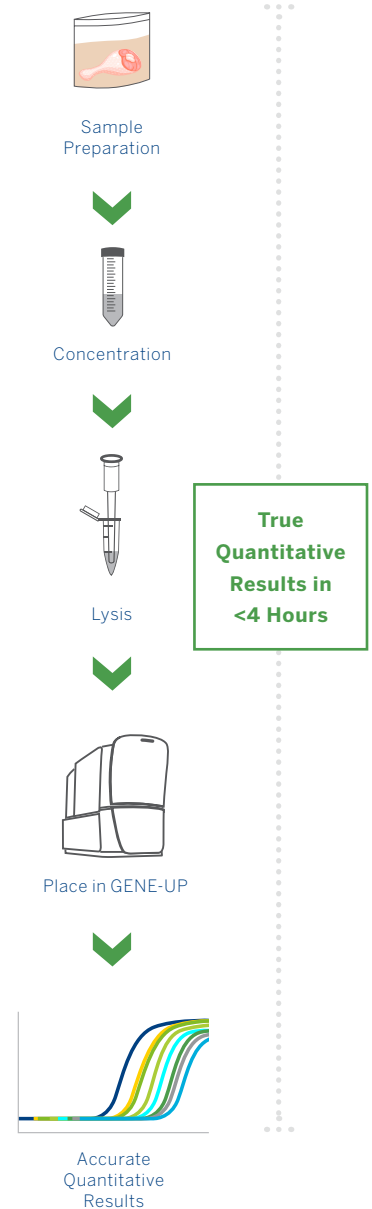 Sample
Preparation
Concentration
Lysis
True
Quantitative
Results in
<4 Hours
Place in GENE-UP
Accurate
Quantitative
Results